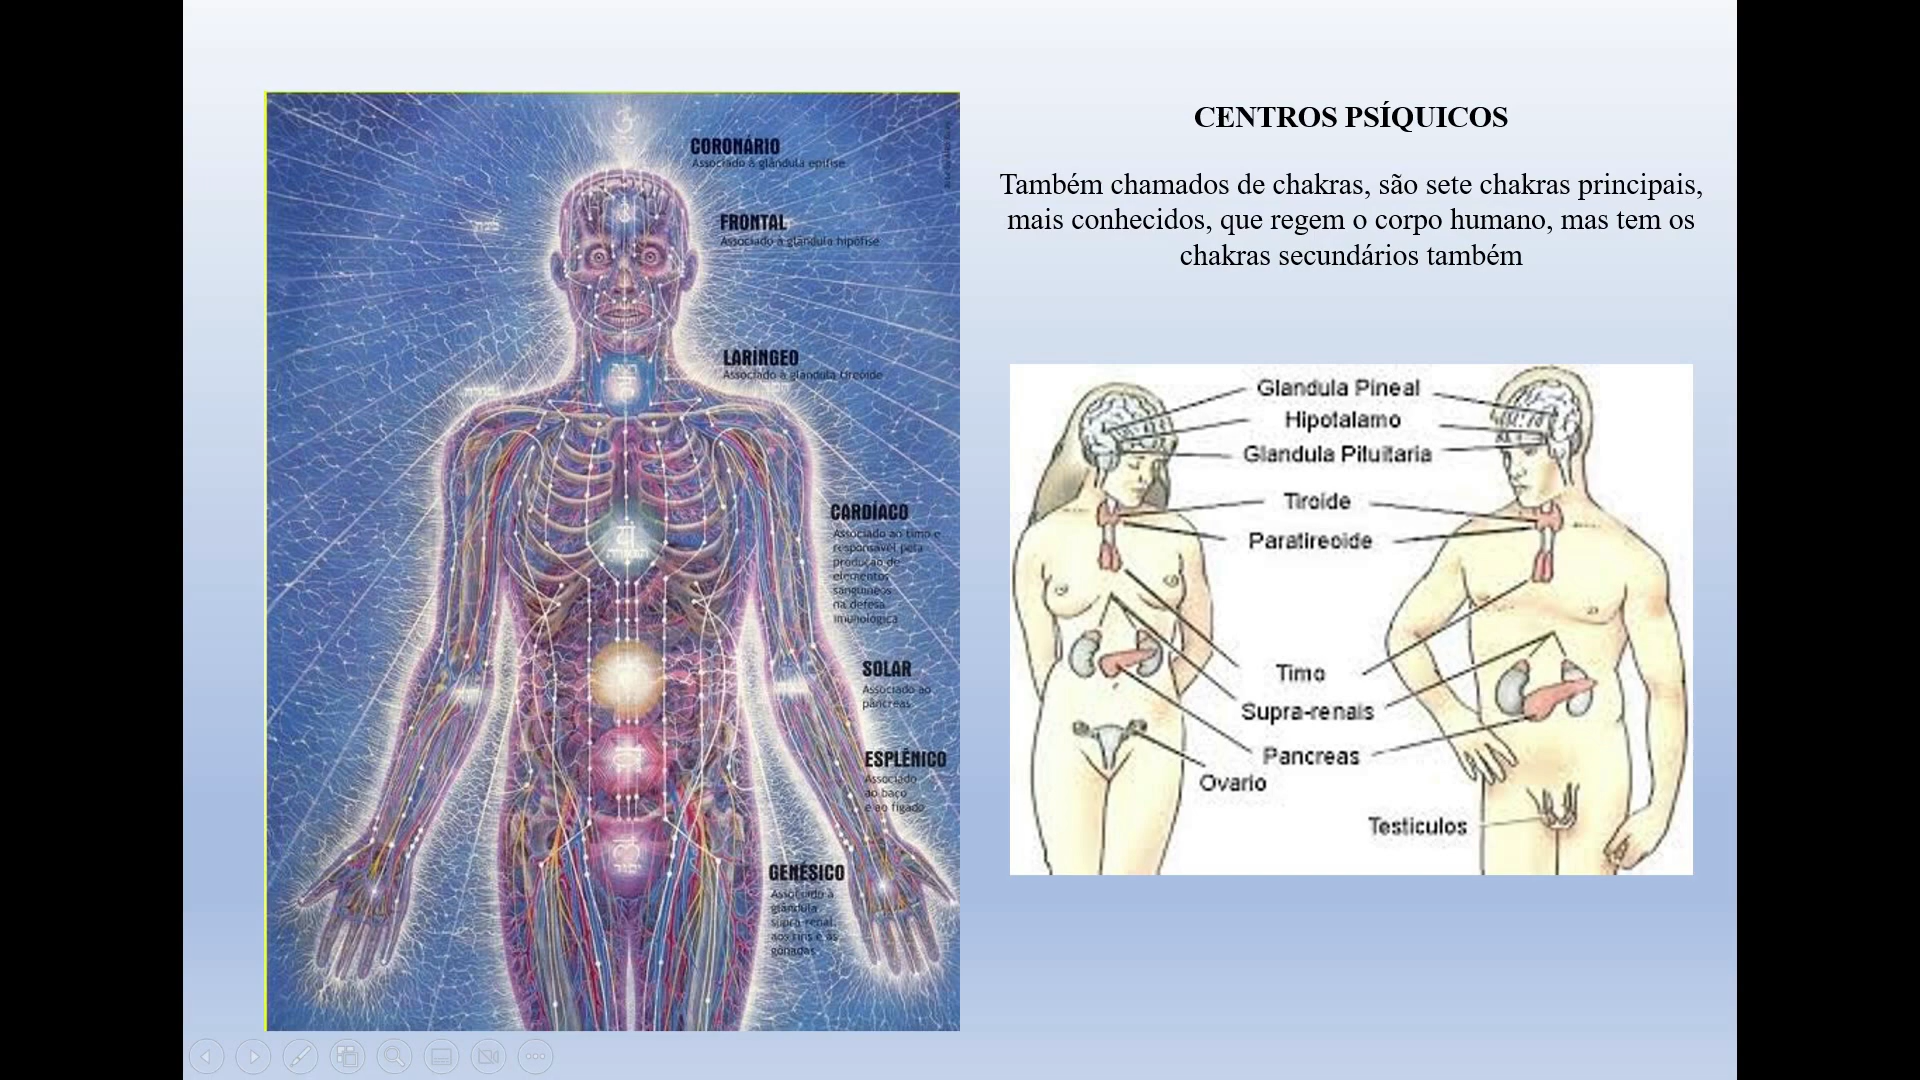 CORONÁRIO
Associado à glândula epífise
FRONTAL
Associado à glândula hipófise
LARÍNGEO
Associado à glândula tireóide
CARDÍACO
Associado ao timo e
responsável pela
produção de
elementos
sanguíneos
na defesa
imunológica
SOLAR
Associado ao
pâncreas
ESPLÊNICO
Associado
ao baço
e ao fígado
GENÉSICO
Associado à
glândula
supra-renal,
aos rins e às
gônadas
CENTROS PSÍQUICOS
Também chamados de chakras, são sete chakras principais,
mais conhecidos, que regem o corpo humano, mas tem os
chakras secundários também
Glandula Pineal
Hipotalamo
Glandula Pituitaria
Tiroide
Paratireoide
Timo
Supra-renais
Pancreas
Ovario
Testiculos